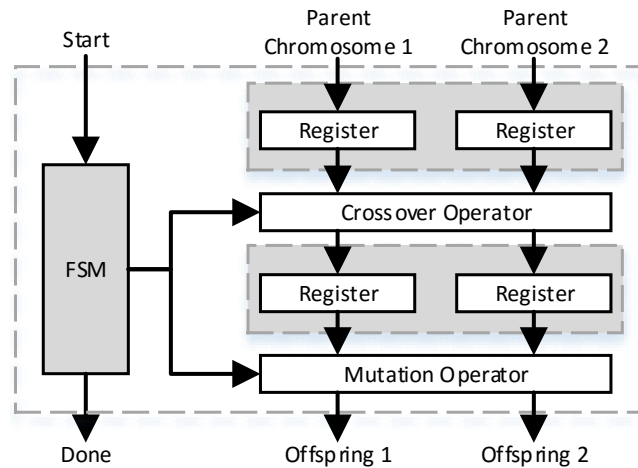 Start
Parent
Chromosome 1
Parent
Chromosome 2
Register
Register
Crossover Operator
FSM
Register
Register
Mutation Operator
Done
Offspring 1
Offspring 2